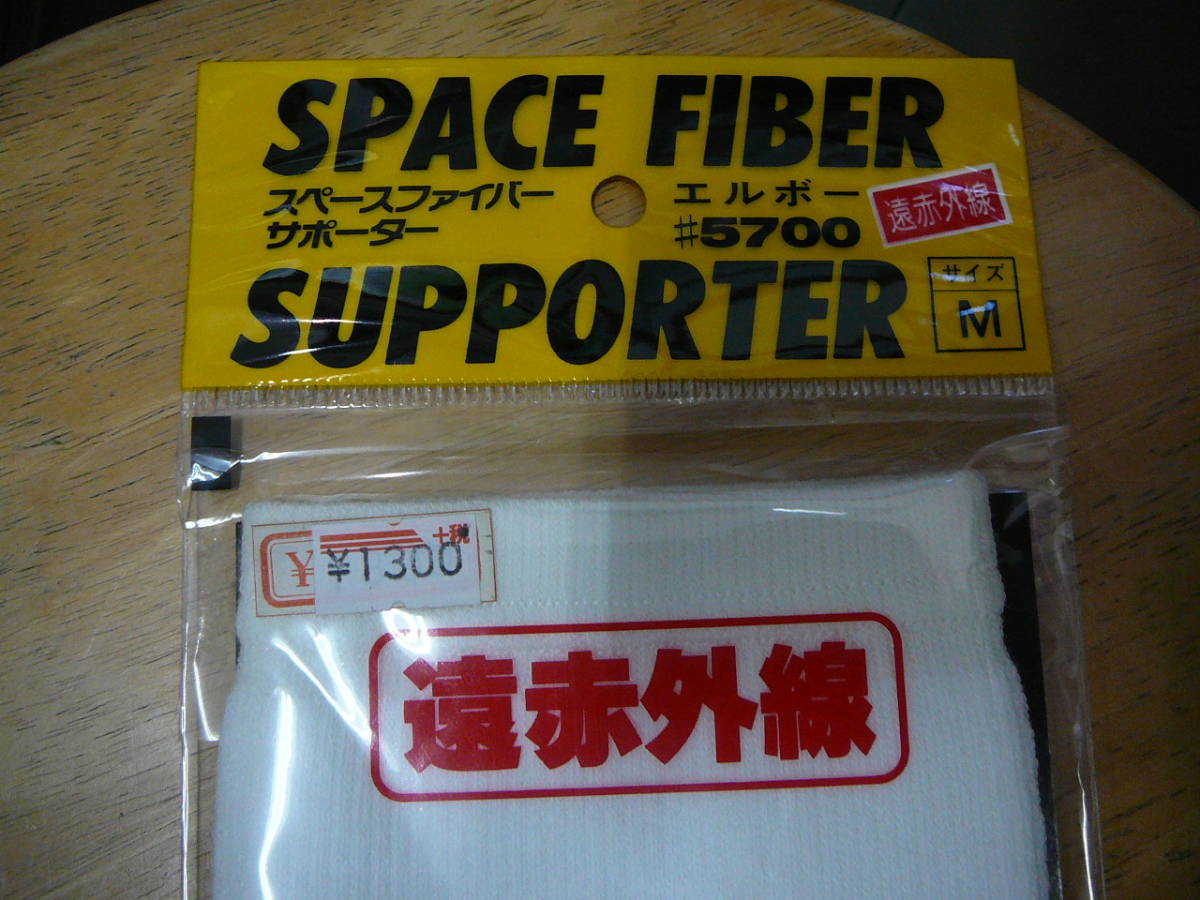 SPACE FIBER
スペースファイバー
サポーター
エルボー
#5700
遠赤外線
SUPPORTER
サイズ
M
¥
+税
¥1300
遠赤外線